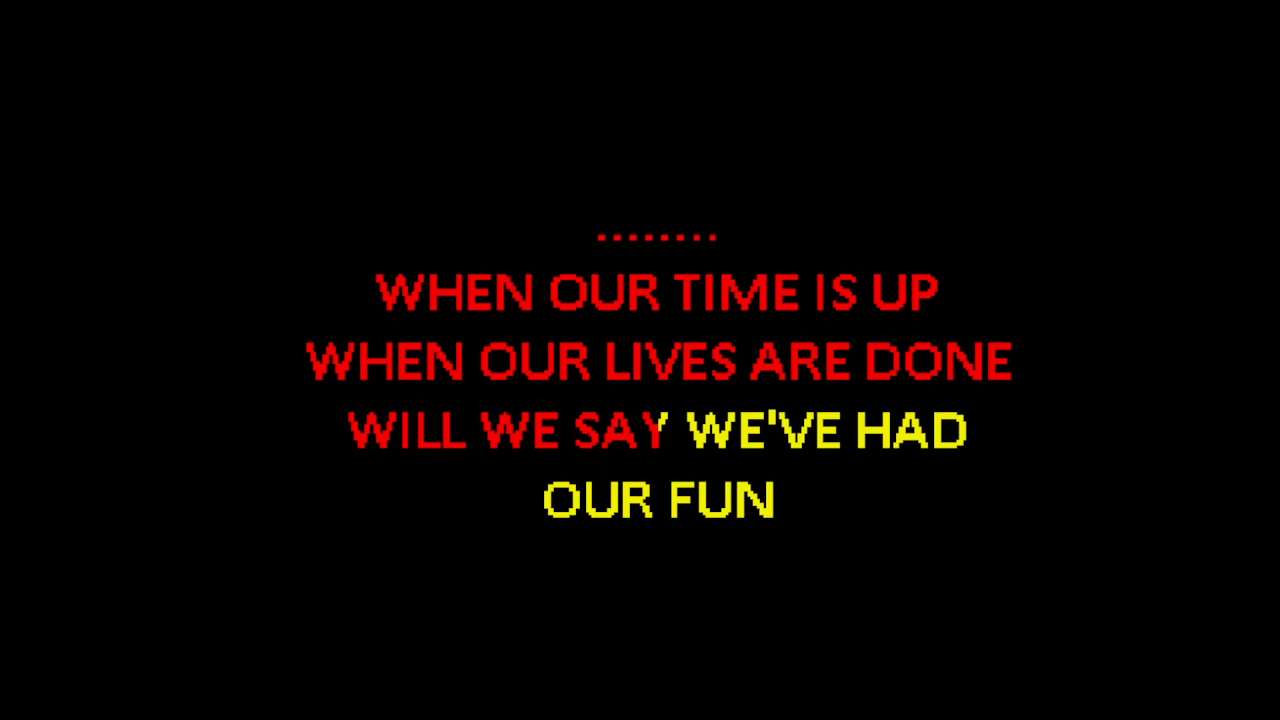 ........
WHEN OUR TIME IS UP
WHEN OUR LIVES ARE DONE
WILL WE SAY WE'VE HAD
OUR FUN